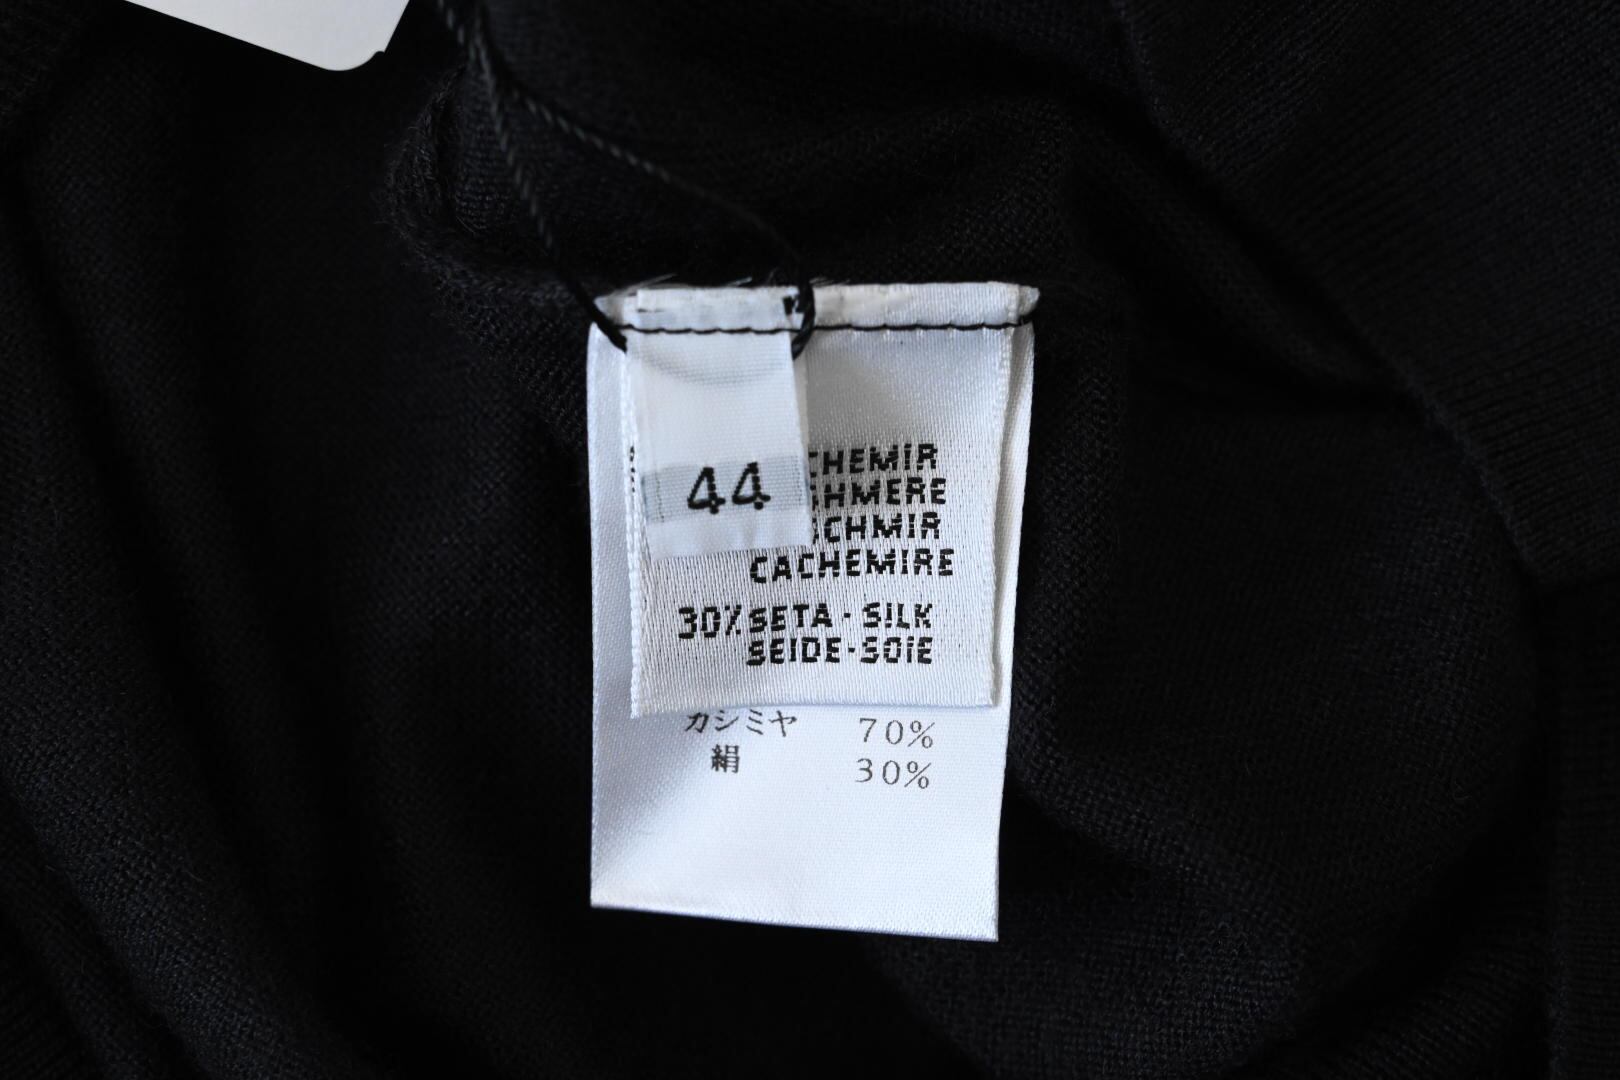 44
CHEMIR
SHMERE
SCHMIR
CACHEMIRE
30% SETA · SILK
SEIDE · SOIE
カシミヤ 70%
絹 30%